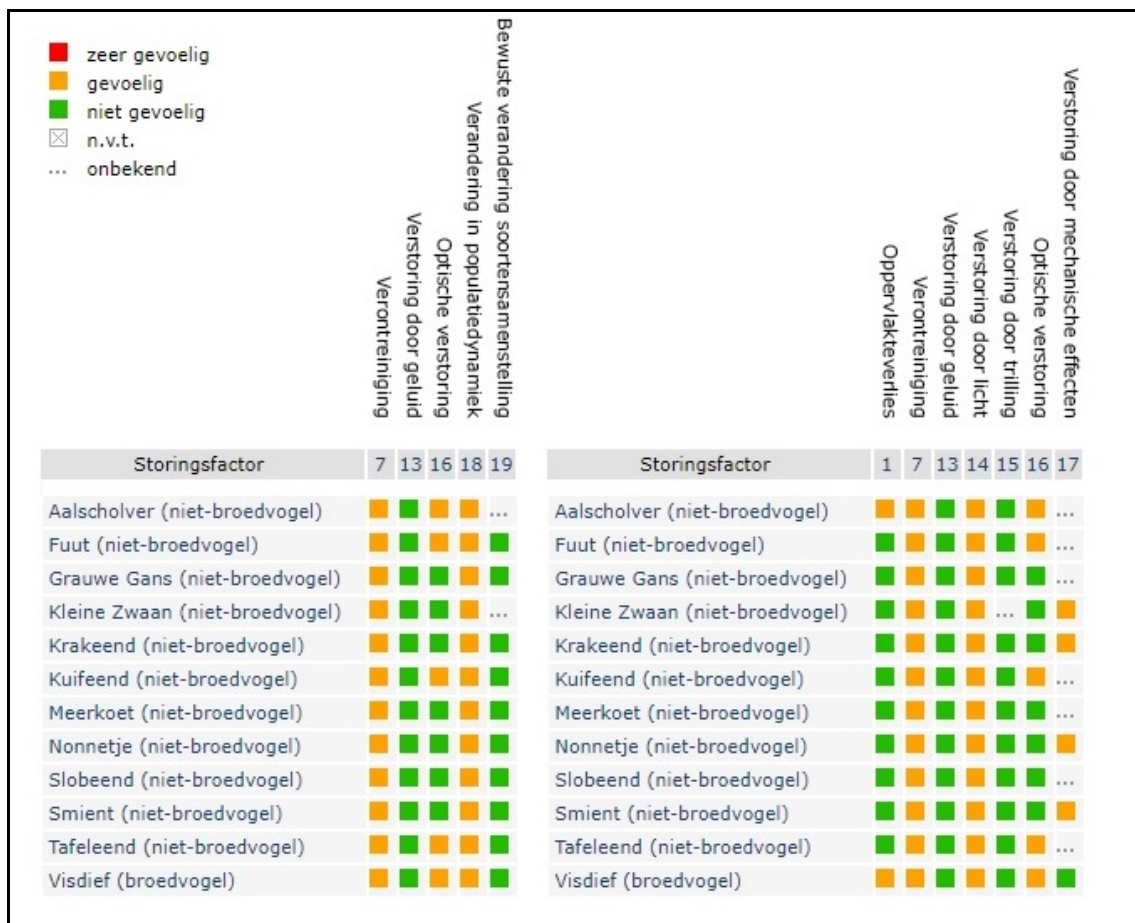 zeer gevoelig
gevoelig
niet gevoelig
n.v.t.
... onbekend
Verontreiniging
Verstoring door geluid
Optische verstoring
Verandering in populatiedynamiek
Bewuste verandering soortensamenstelling
Storingsfactor 7 13 16 18 19
Aalscholver (niet-broedvogel) ...
Fuut (niet-broedvogel)
Grauwe Gans (niet-broedvogel)
Kleine Zwaan (niet-broedvogel) ...
Krakeend (niet-broedvogel)
Kuifeend (niet-broedvogel)
Meerkoet (niet-broedvogel)
Nonnetje (niet-broedvogel)
Slobeend (niet-broedvogel)
Smient (niet-broedvogel)
Tafeleend (niet-broedvogel)
Visdief (broedvogel)
Oppervlakteverlies
Verontreiniging
Verstoring door geluid
Verstoring door licht
Verstoring door trilling
Optische verstoring
Verstoring door mechanische effecten
Storingsfactor 1 7 13 14 15 16 17
Aalscholver (niet-broedvogel) ...
Fuut (niet-broedvogel) ...
Grauwe Gans (niet-broedvogel) ...
Kleine Zwaan (niet-broedvogel) ...
Krakeend (niet-broedvogel)
Kuifeend (niet-broedvogel) ...
Meerkoet (niet-broedvogel) ...
Nonnetje (niet-broedvogel)
Slobeend (niet-broedvogel) ...
Smient (niet-broedvogel)
Tafeleend (niet-broedvogel) ...
Visdief (broedvogel)